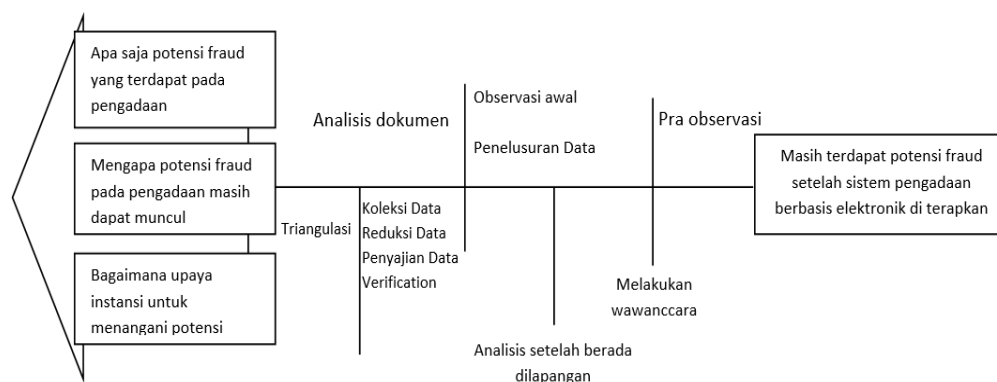 Apa saja potensi fraud
yang terdapat pada
pengadaan
Mengapa potensi fraud
pada pengadaan masih
dapat muncul
Bagaimana upaya
instansi untuk
menangani potensi
Triangulasi
Analisis dokumen
Koleksi Data
Reduksi Data
Penyajian Data
Verification
Observasi awal
Penelusuran Data
Analisis setelah berada
dilapangan
Pra observasi
Melakukan
wawanccara
Masih terdapat potensi fraud
setelah sistem pengadaan
berbasis elektronik di terapkan